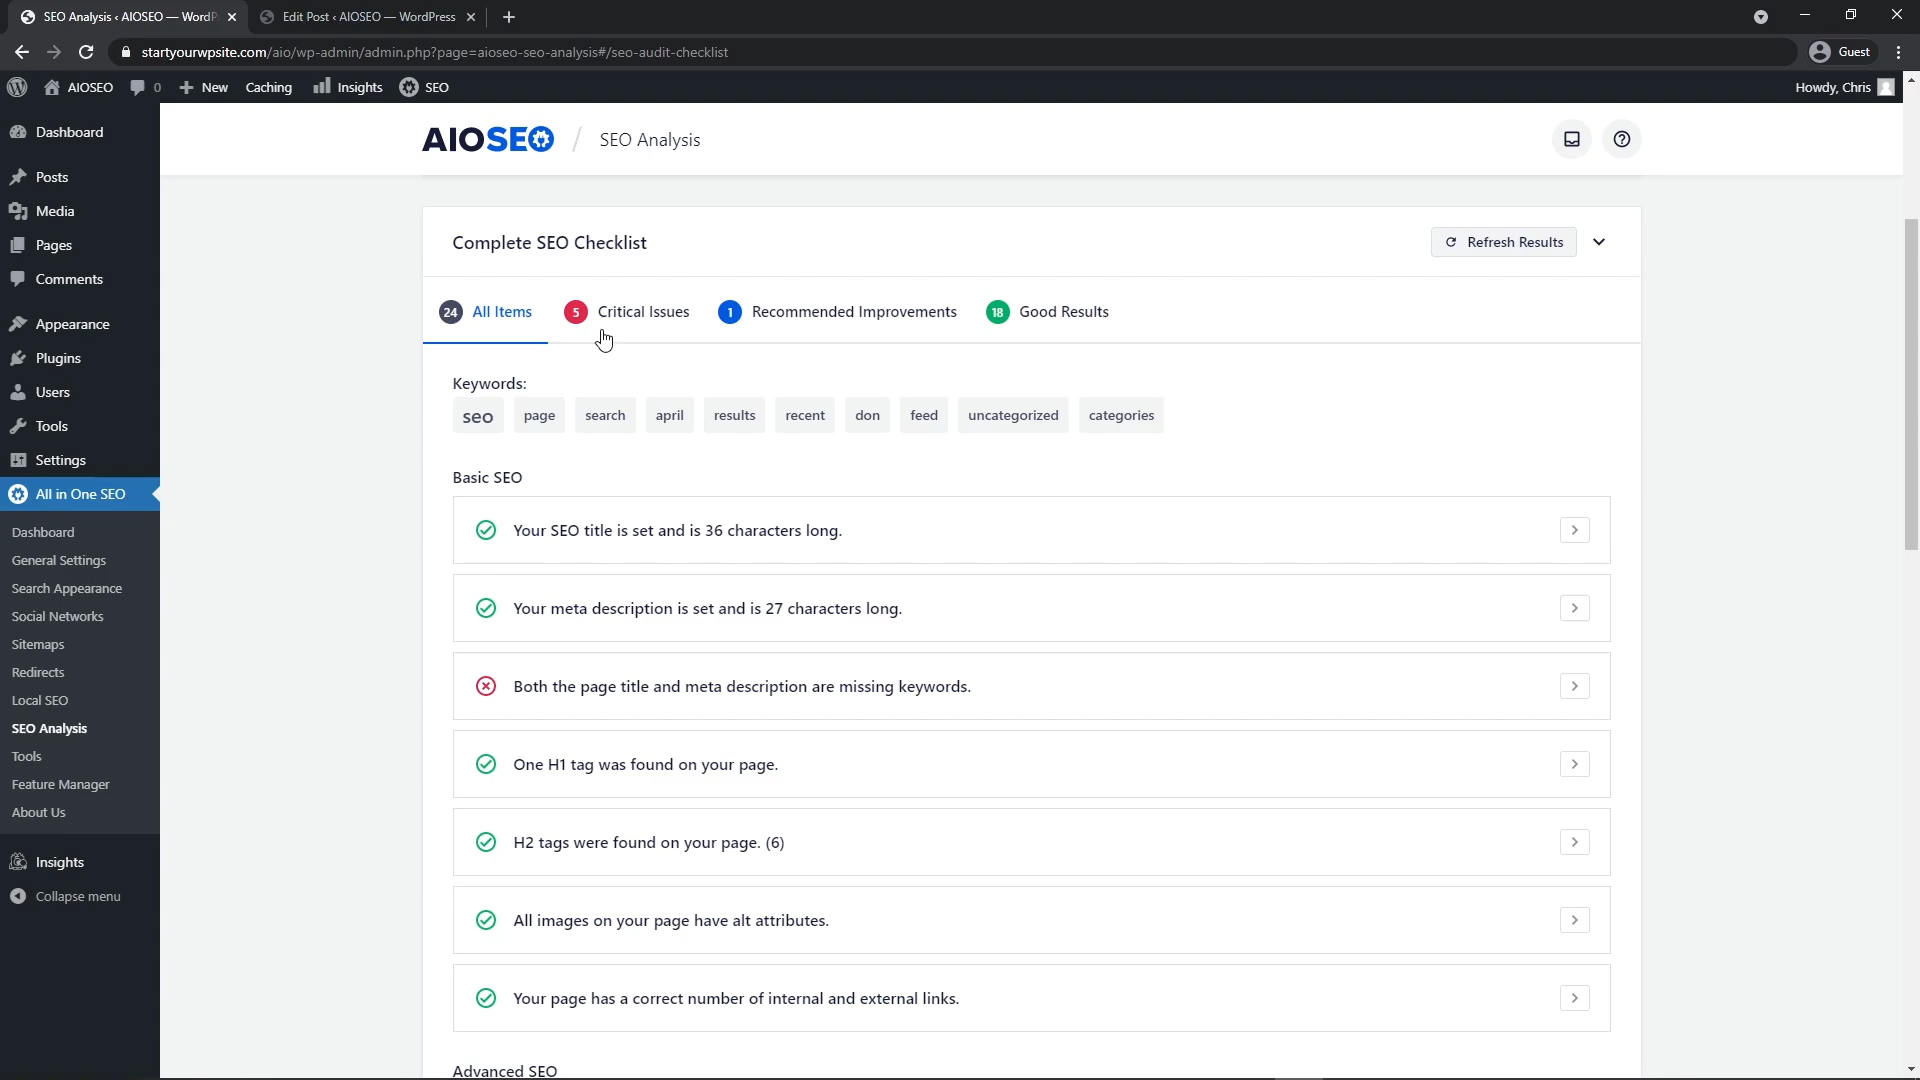 SEO Analysis ‹ AIOSEO — WordP
Edit Post ‹ AIOSEO — WordPress
startyourwpsite.com/aio/wp-admin/admin.php?page=aioseo-seo-analysis#/seo-audit-checklist
Guest
AIOSEO 0 New Caching Insights SEO
Howdy, Chris
Dashboard
Posts
Media
Pages
Comments
Appearance
Plugins
Users
Tools
Settings
All in One SEO
Dashboard
General Settings
Search Appearance
Social Networks
Sitemaps
Redirects
Local SEO
SEO Analysis
Tools
Feature Manager
About Us
Insights
Collapse menu
AIOSEO / SEO Analysis
Complete SEO Checklist
Refresh Results
24 All Items 5 Critical Issues 1 Recommended Improvements 18 Good Results
Keywords:
seo page search april results recent don feed uncategorized categories
Basic SEO
Your SEO title is set and is 36 characters long.
Your meta description is set and is 27 characters long.
Both the page title and meta description are missing keywords.
One H1 tag was found on your page.
H2 tags were found on your page. (6)
All images on your page have alt attributes.
Your page has a correct number of internal and external links.
Advanced SEO